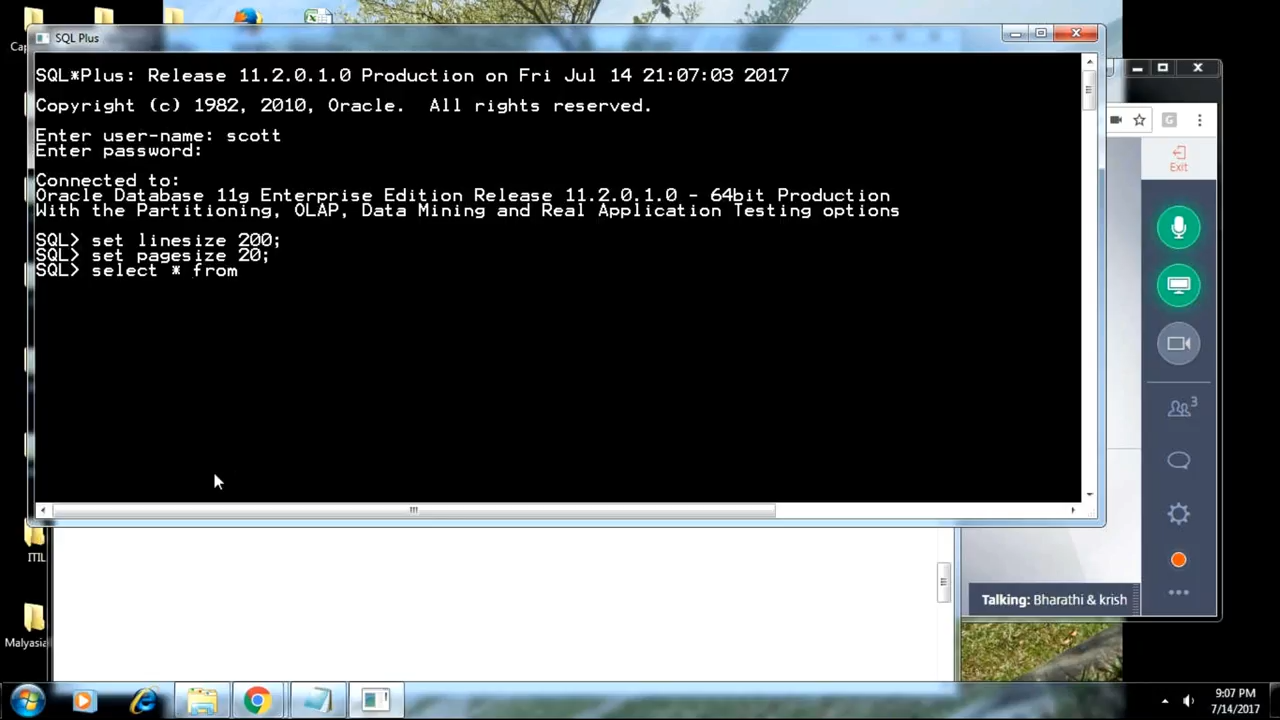 SQL Plus
SQL*Plus: Release 11.2.0.1.0 Production on Fri Jul 14 21:07:03 2017
Copyright (c) 1982, 2010, Oracle.  All rights reserved.
Enter user-name: scott
Enter password:
Connected to:
Oracle Database 11g Enterprise Edition Release 11.2.0.1.0 - 64bit Production
With the Partitioning, OLAP, Data Mining and Real Application Testing options
SQL> set linesize 200;
SQL> set pagesize 20;
SQL> select * from
Exit
3
Talking: Bharathi & krish
ITIL
Malyasia
9:07 PM
7/14/2017